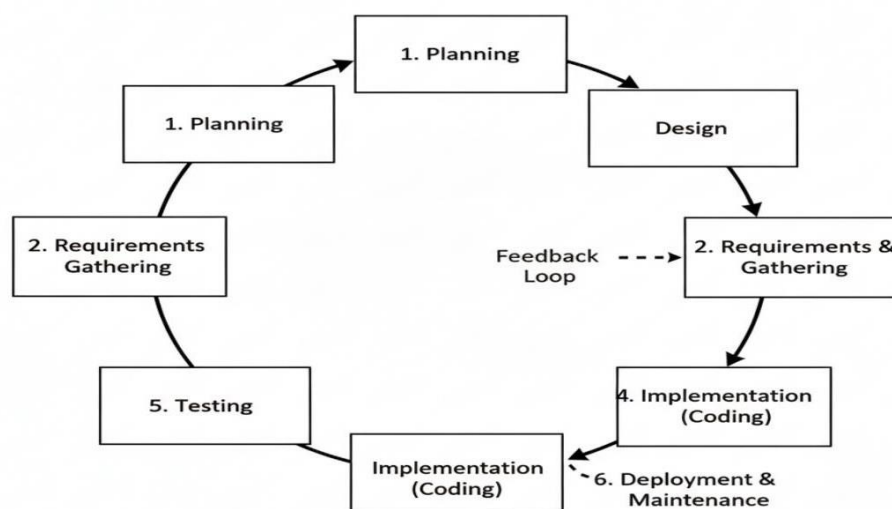 1. Planning
1. Planning
Design
2. Requirements
Gathering
Feedback
Loop
2. Requirements &
Gathering
5. Testing
4. Implementation
(Coding)
Implementation
(Coding)
6. Deployment &
Maintenance